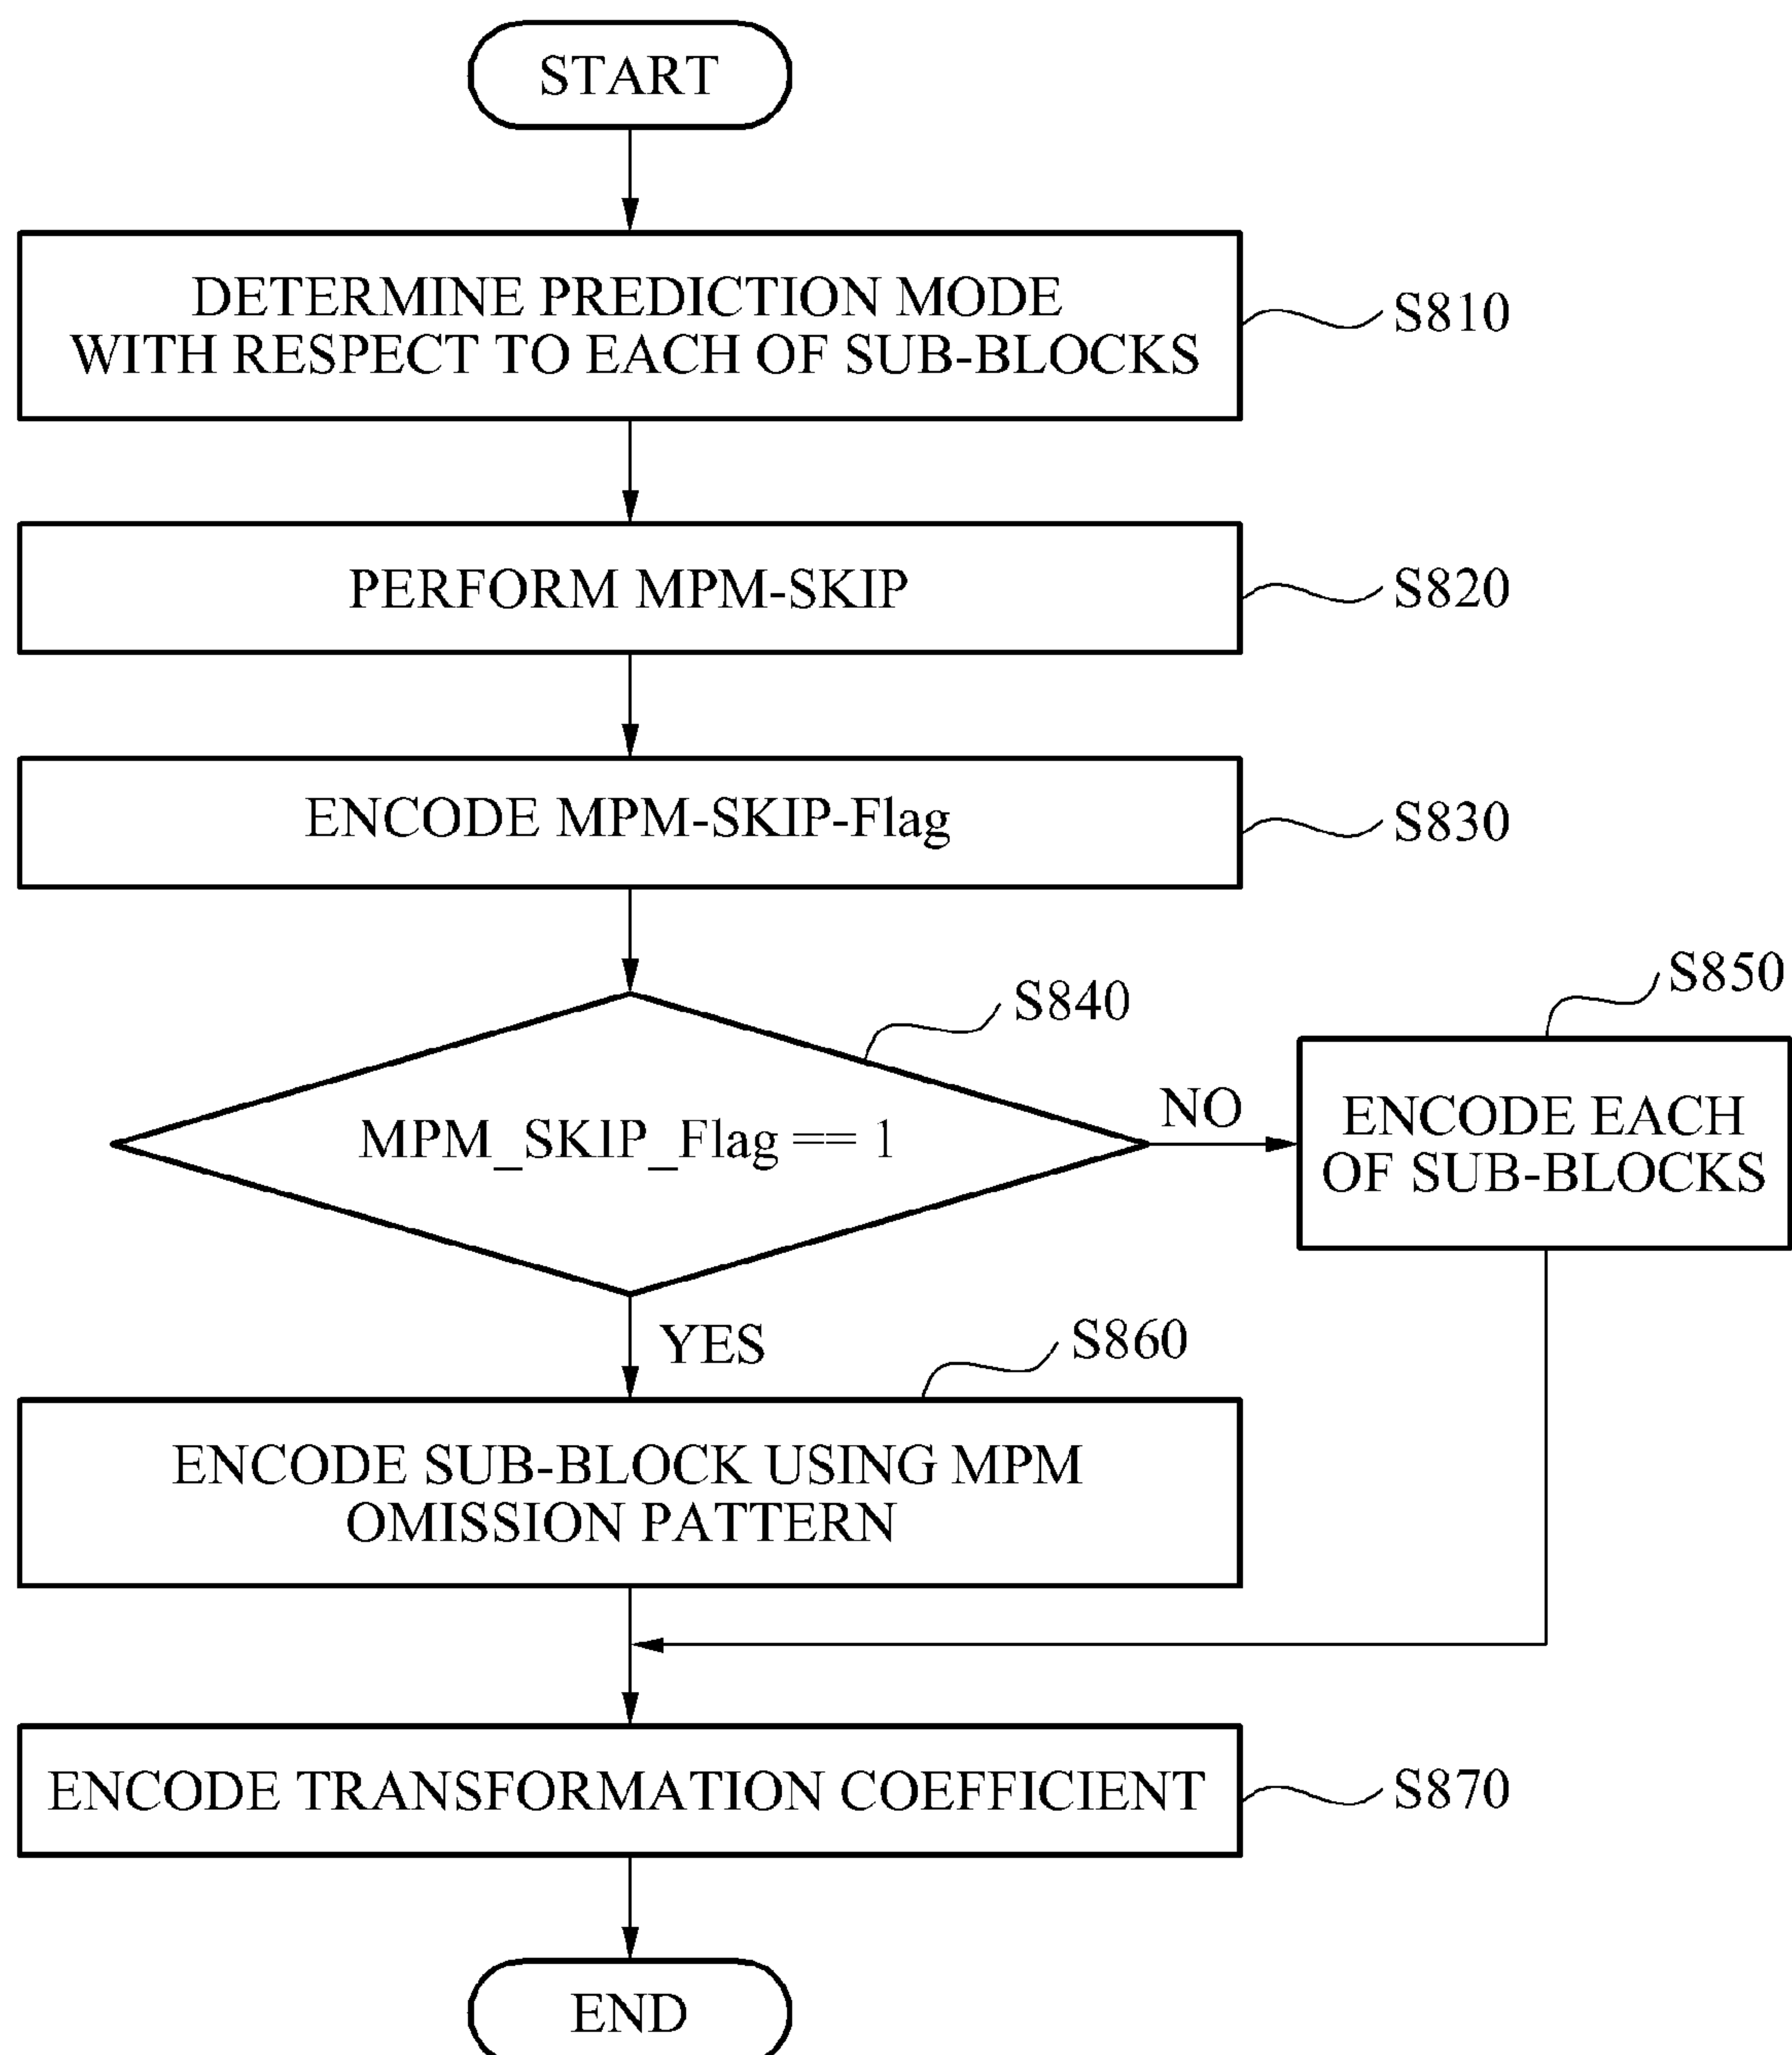 START
DETERMINE PREDICTION MODE
WITH RESPECT TO EACH OF SUB-BLOCKS
S810
PERFORM MPM-SKIP
S820
ENCODE MPM-SKIP-Flag
S830
S840
MPM_SKIP_Flag == 1
NO
S850
ENCODE EACH
OF SUB-BLOCKS
YES
S860
ENCODE SUB-BLOCK USING MPM
OMISSION PATTERN
ENCODE TRANSFORMATION COEFFICIENT
S870
END